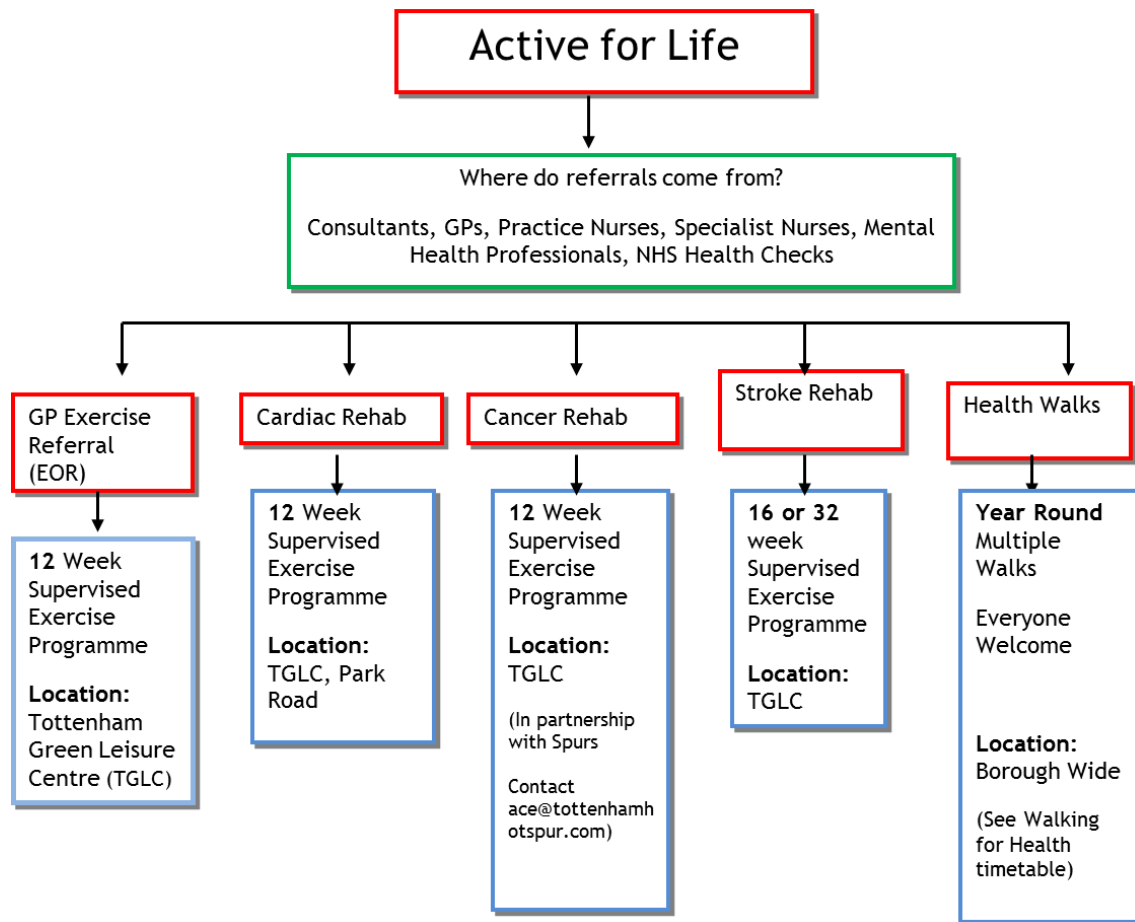 Active for Life
Where do referrals come from?
Consultants, GPs, Practice Nurses, Specialist Nurses, Mental
Health Professionals, NHS Health Checks
GP Exercise
Referral
(EOR)
12 Week
Supervised
Exercise
Programme
Location:
Tottenham
Green Leisure
Centre (TGLC)
Cardiac Rehab
12 Week
Supervised
Exercise
Programme
Location:
TGLC, Park
Road
Cancer Rehab
12 Week
Supervised
Exercise
Programme
Location:
TGLC
(In partnership
with Spurs
Contact
ace@tottenhamh
otspur.com)
Stroke Rehab
16 or 32
week
Supervised
Exercise
Programme
Location:
TGLC
Health Walks
Year Round
Multiple
Walks
Everyone
Welcome
Location:
Borough Wide
(See Walking
for Health
timetable)